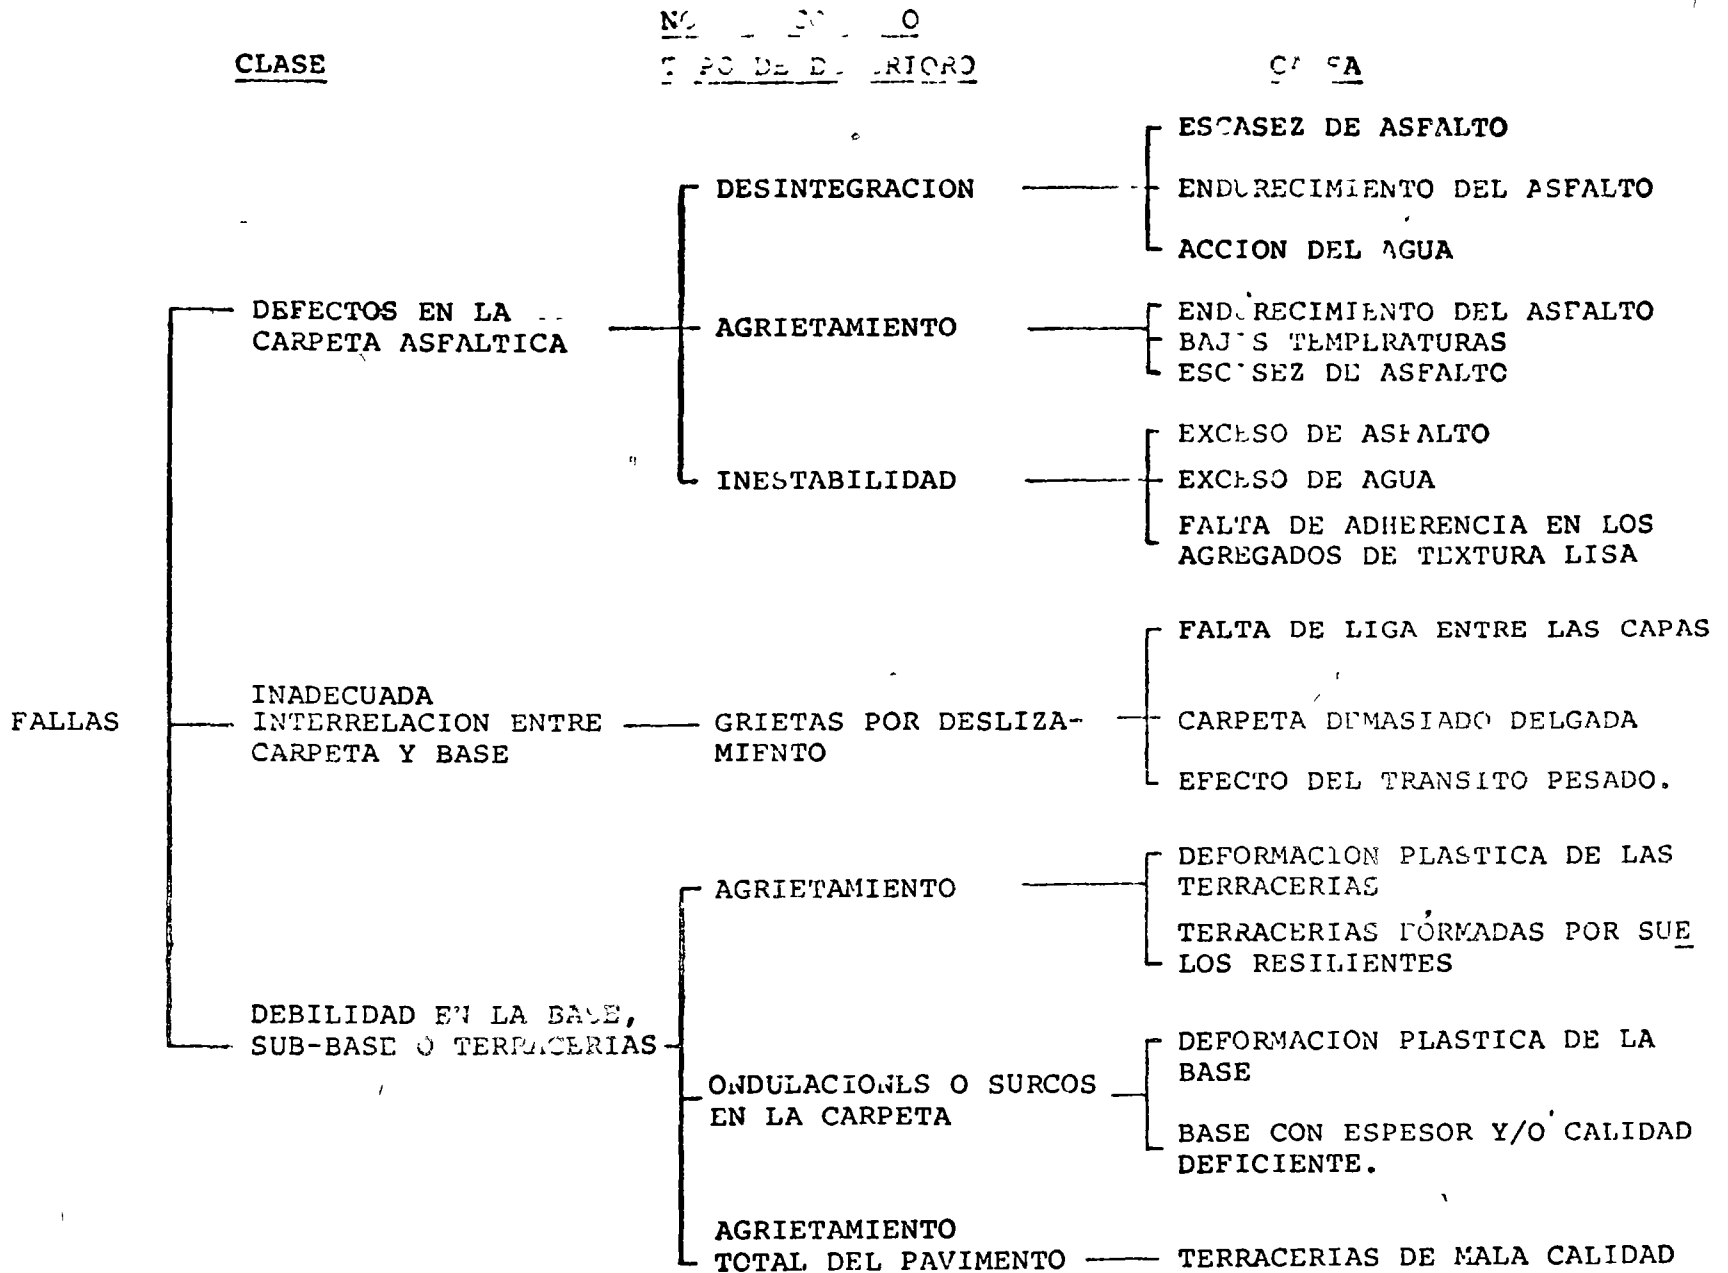 CLASE
TIPO DE DETERIORO
CAUSA
ESCASEZ DE ASFALTO
DESINTEGRACION
ENDURECIMIENTO DEL ASFALTO
ACCION DEL AGUA
DEFECTOS EN LA
CARPETA ASFALTICA
AGRIETAMIENTO
ENDURECIMIENTO DEL ASFALTO
BAJAS TEMPERATURAS
ESCASEZ DE ASFALTO
EXCESO DE ASFALTO
INESTABILIDAD
EXCESO DE AGUA
FALTA DE ADHERENCIA EN LOS
AGREGADOS DE TEXTURA LISA
FALTA DE LIGA ENTRE LAS CAPAS
FALLAS
INADECUADA
INTERRELACION ENTRE
CARPETA Y BASE
GRIETAS POR DESLIZA-
MIENTO
CARPETA DEMASIADO DELGADA
EFECTO DEL TRANSITO PESADO.
DEFORMACION PLASTICA DE LAS
TERRACERIAS
AGRIETAMIENTO
TERRACERIAS FORMADAS POR SUE
LOS RESILIENTES
DEBILIDAD EN LA BASE,
SUB-BASE O TERRACERIAS
DEFORMACION PLASTICA DE LA
BASE
ONDULACIONES O SURCOS
EN LA CARPETA
BASE CON ESPESOR Y/O CALIDAD
DEFICIENTE.
AGRIETAMIENTO
TOTAL DEL PAVIMENTO
TERRACERIAS DE MALA CALIDAD